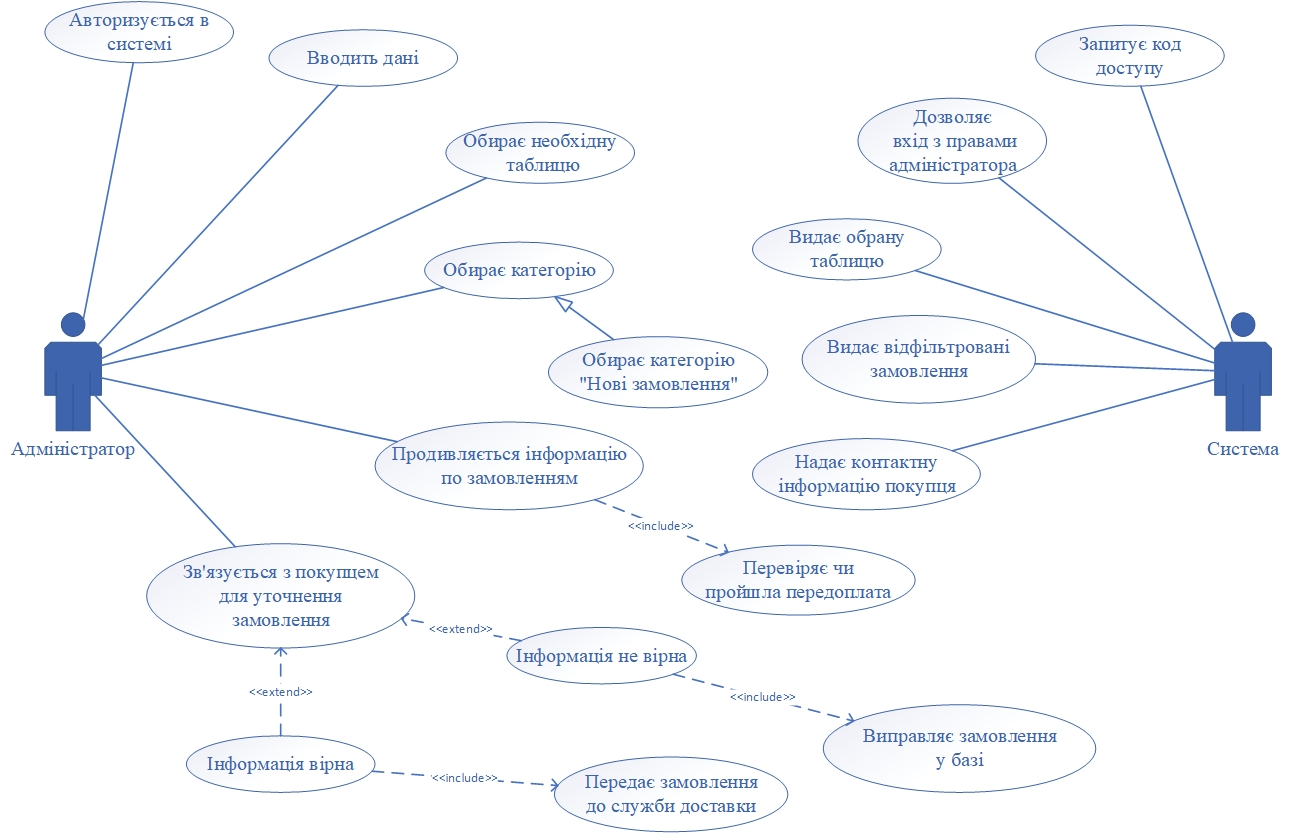 Авторизується в
системі
Вводить дані
Запитує код
доступу
Обирає необхідну
таблицю
Дозволяє
вхід з правами
адміністратора
Видає обрану
таблицю
Обирає категорію
Видає відфільтровані
замовлення
Обирає категорію
"Нові замовлення"
Адміністратор
Система
Продивляється інформацію
по замовленням
Надає контактну
інформацію покупця
<<include>>
Перевіряє чи
пройшла передоплата
Зв'язується з покупцем
для уточнення
замовлення
<<extend>>
Інформація не вірна
<<extend>>
<<include>>
Виправляє замовлення
у базі
Інформація вірна
<<include>>
Передає замовлення
до служби доставки